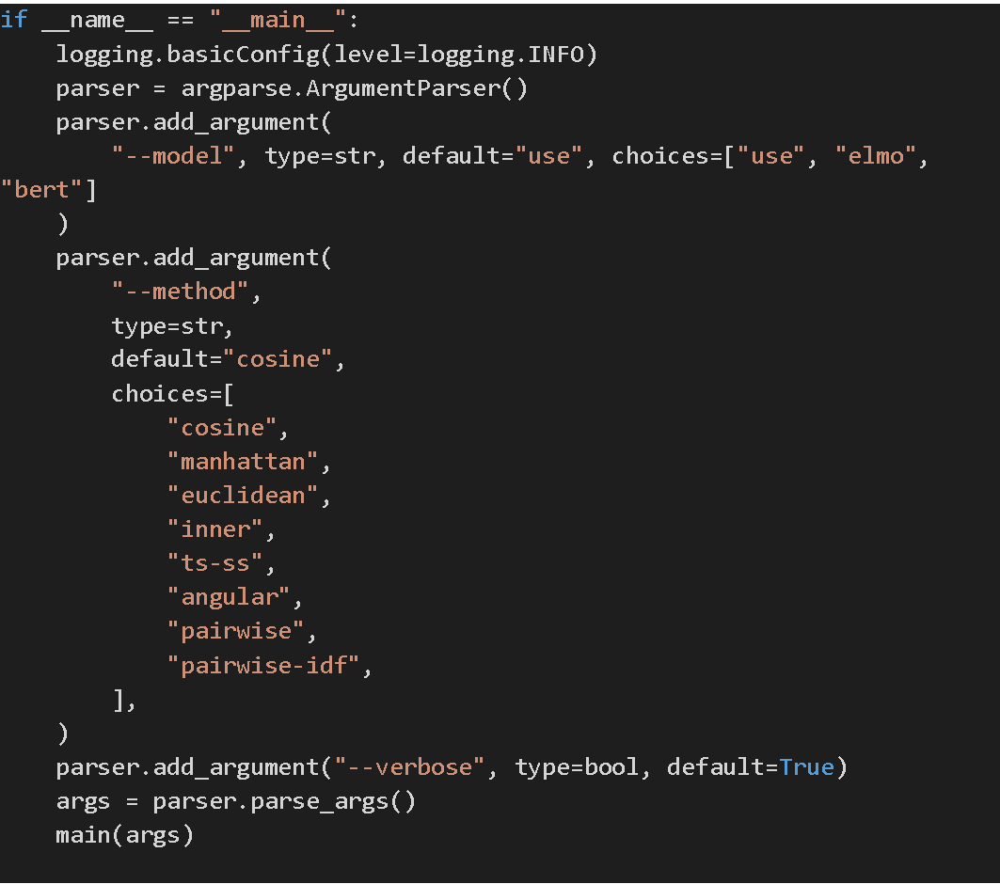 if __name__ == "__main__":
    logging.basicConfig(level=logging.INFO)
    parser = argparse.ArgumentParser()
    parser.add_argument(
        "--model", type=str, default="use", choices=["use", "elmo",
"bert"]
    )
    parser.add_argument(
        "--method",
        type=str,
        default="cosine",
        choices=[
            "cosine",
            "manhattan",
            "euclidean",
            "inner",
            "ts-ss",
            "angular",
            "pairwise",
            "pairwise-idf",
        ],
    )
    parser.add_argument("--verbose", type=bool, default=True)
    args = parser.parse_args()
    main(args)